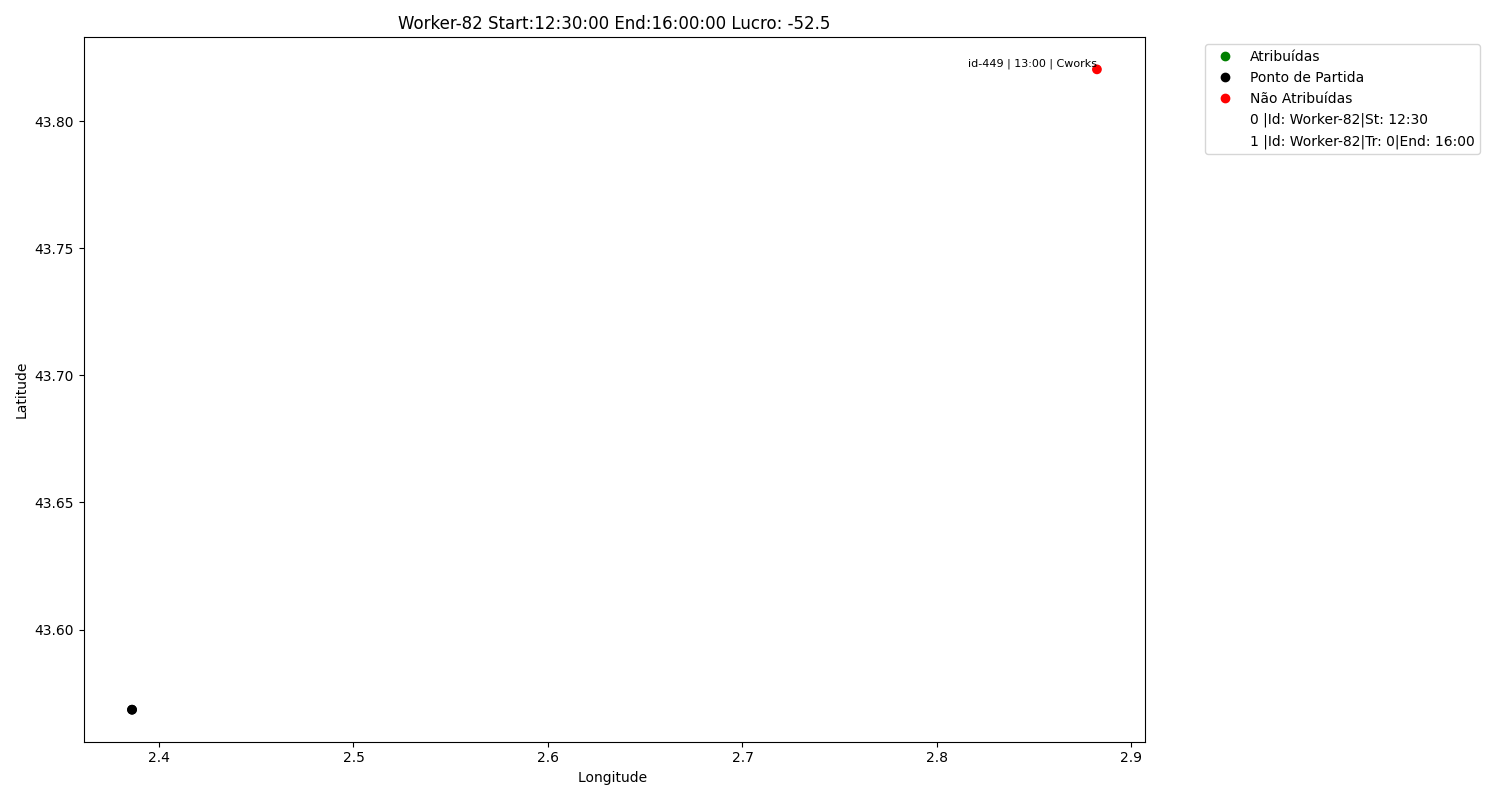 Worker-82 Start:12:30:00 End:16:00:00 Lucro: -52.5
id-449 | 13:00 | Cworks
Atribuídas
Ponto de Partida
Não Atribuídas
0 |Id: Worker-82|St: 12:30
1 |Id: Worker-82|Tr: 0|End: 16:00
Latitude
43.80
43.75
43.70
43.65
43.60
2.4 2.5 2.6 2.7 2.8 2.9
Longitude